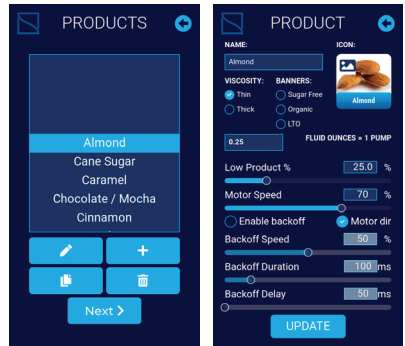 PRODUCTS
Almond
Cane Sugar
Caramel
Chocolate / Mocha
Cinnamon
Next
PRODUCT
NAME:
ICON:
Almond
Almond
VISCOSITY:
BANNERS:
Thin
Sugar Free
Thick
Organic
LTO
0.25
FLUID OUNCES = 1 PUMP
Low Product %
25.0 %
Motor Speed
70 %
Enable backoff
Motor dir
Backoff Speed
50 %
Backoff Duration
100 ms
Backoff Delay
50 ms
UPDATE